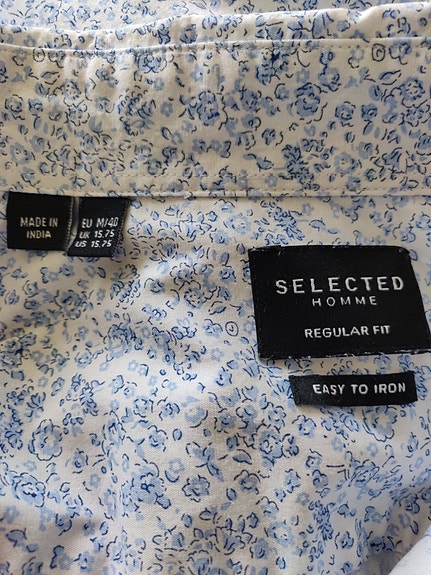 MADE IN
INDIA
EU M/40
UK 15.75
US 15.75
SELECTED
HOMME
REGULAR FIT
EASY TO IRON